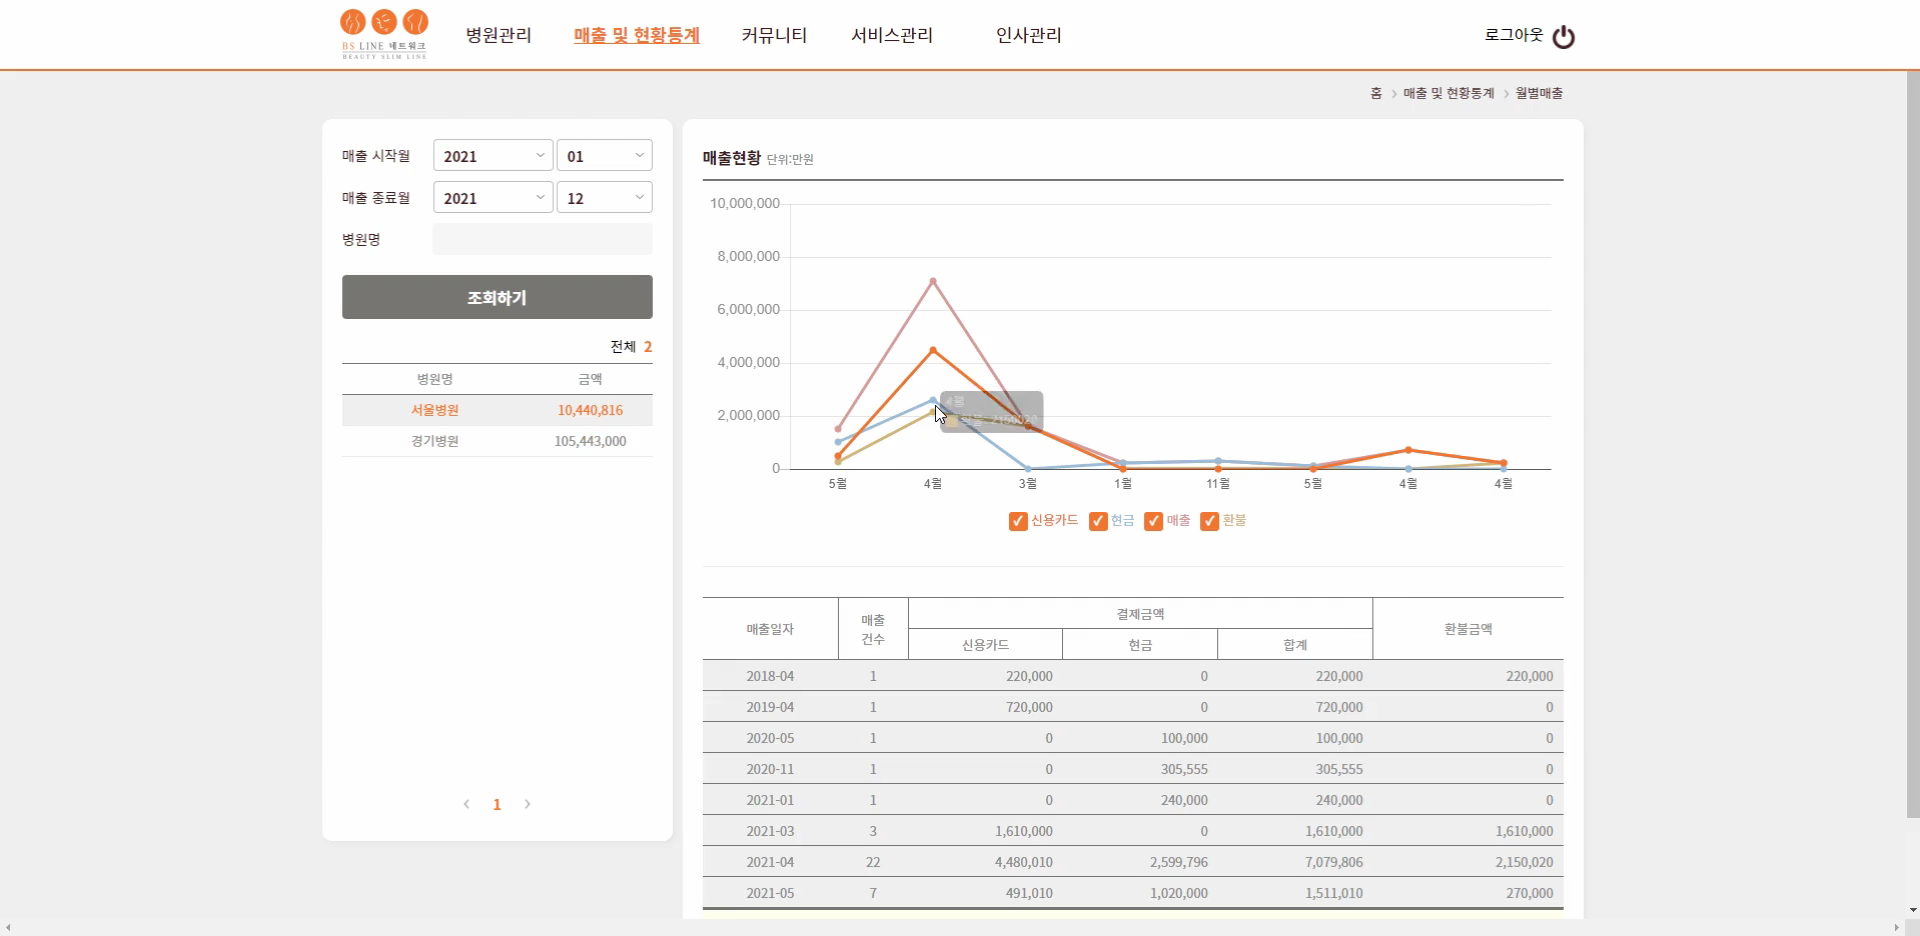 BS LINE 네트워크
BEAUTY SLIM LINE
병원관리 매출 및 현황통계 커뮤니티 서비스관리 인사관리 로그아웃
홈 > 매출 및 현황통계 > 월별매출
매출 시작월 2021 01
매출 종료월 2021 12
병원명
조회하기
전체 2
병원명 금액
서울병원 10,440,816
경기병원 105,443,000
1
매출현황 단위:만원
10,000,000
8,000,000
6,000,000
4,000,000
2,000,000
0
4월
환불: 2150020
5월 4월 3월 1월 11월 5월 4월 4월
신용카드 현금 매출 환불
매출일자 매출 건수 결제금액 환불금액
신용카드 현금 합계
2018-04 1 220,000 0 220,000 220,000
2019-04 1 720,000 0 720,000 0
2020-05 1 0 100,000 100,000 0
2020-11 1 0 305,555 305,555 0
2021-01 1 0 240,000 240,000 0
2021-03 3 1,610,000 0 1,610,000 1,610,000
2021-04 22 4,480,010 2,599,796 7,079,806 2,150,020
2021-05 7 491,010 1,020,000 1,511,010 270,000